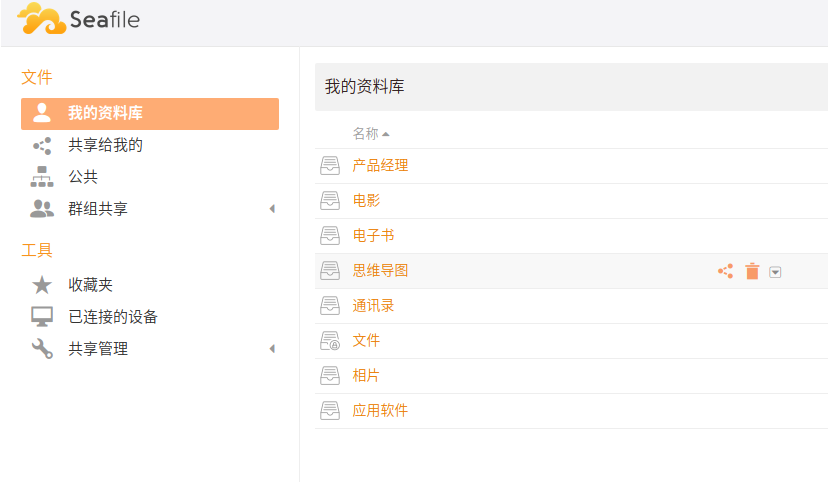 Seafile
文件
我的资料库
共享给我的
公共
群组共享
工具
收藏夹
已连接的设备
共享管理
我的资料库
名称
产品经理
电影
电子书
思维导图
通讯录
文件
相片
应用软件